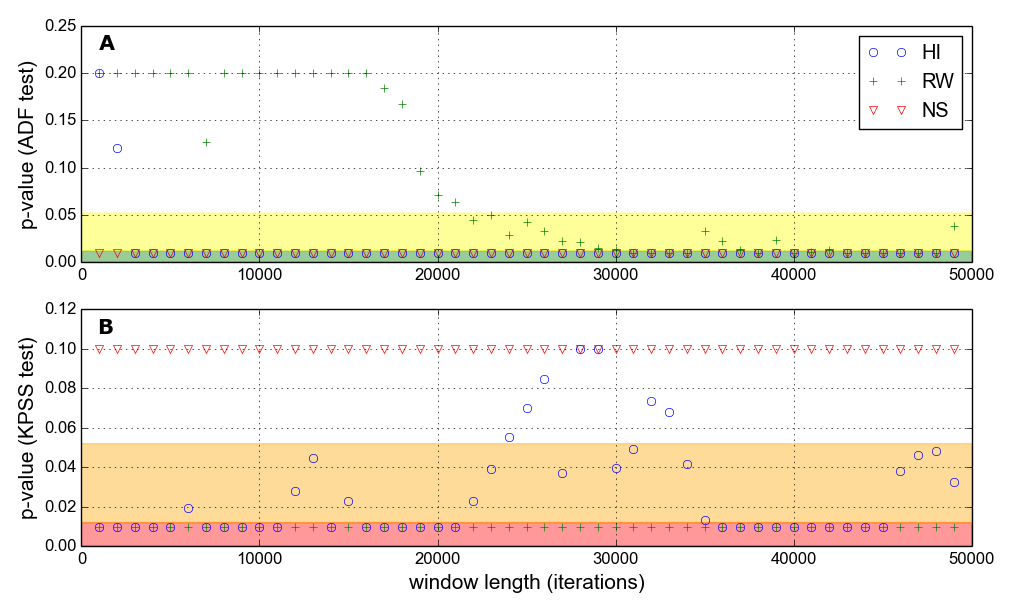 A
HI
RW
NS
p-value (ADF test)
0.25
0.20
0.15
0.10
0.05
0.00
0 10000 20000 30000 40000 50000
B
p-value (KPSS test)
0.12
0.10
0.08
0.06
0.04
0.02
0.00
0 10000 20000 30000 40000 50000
window length (iterations)